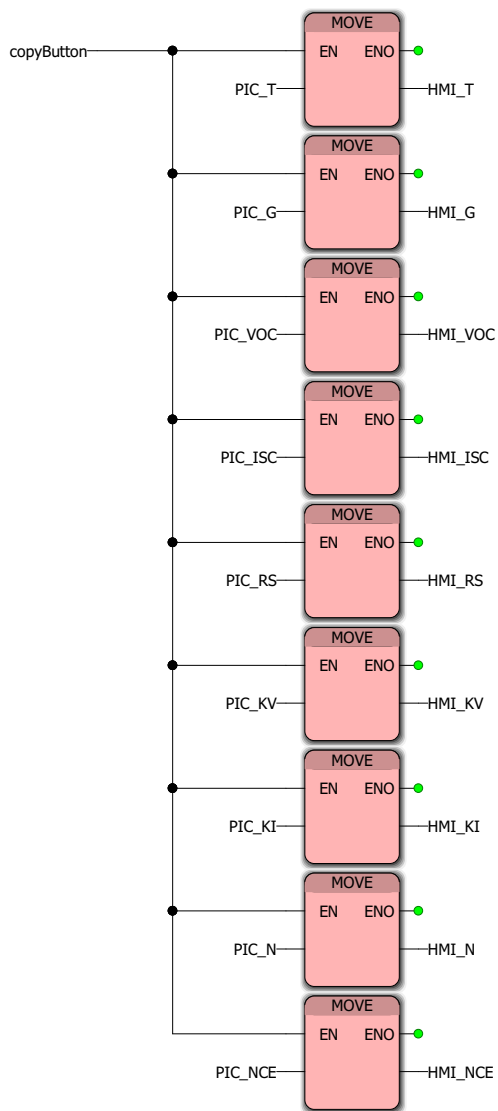 MOVE
copyButton EN ENO
PIC_T HMI_T
MOVE
EN ENO
PIC_G HMI_G
MOVE
EN ENO
PIC_VOC HMI_VOC
MOVE
EN ENO
PIC_ISC HMI_ISC
MOVE
EN ENO
PIC_RS HMI_RS
MOVE
EN ENO
PIC_KV HMI_KV
MOVE
EN ENO
PIC_KI HMI_KI
MOVE
EN ENO
PIC_N HMI_N
MOVE
EN ENO
PIC_NCE HMI_NCE